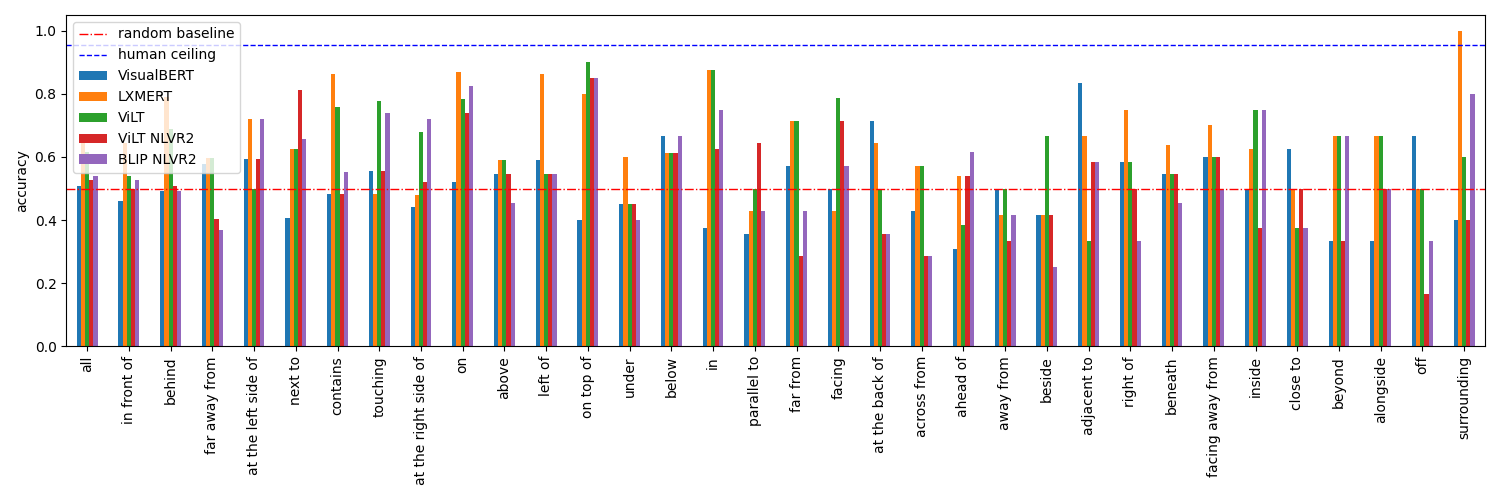 1.0
0.8
0.6
0.4
0.2
0.0
accuracy
random baseline
human ceiling
VisualBERT
LXMERT
ViLT
ViLT NLVR2
BLIP NLVR2
all
in front of
behind
far away from
at the left side of
next to
contains
touching
at the right side of
on
above
left of
on top of
under
below
in
parallel to
far from
facing
at the back of
across from
ahead of
away from
beside
adjacent to
right of
beneath
facing away from
inside
close to
beyond
alongside
off
surrounding